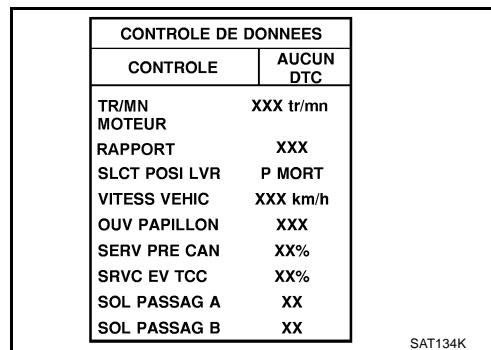 CONTROLE DE DONNEES
CONTROLE AUCUN
DTC
TR/MN XXX tr/mn
MOTEUR
RAPPORT XXX
SLCT POSI LVR P MORT
VITESS VEHIC XXX km/h
OUV PAPILLON XXX
SERV PRE CAN XX%
SRVC EV TCC XX%
SOL PASSAG A XX
SOL PASSAG B XX
SAT134K